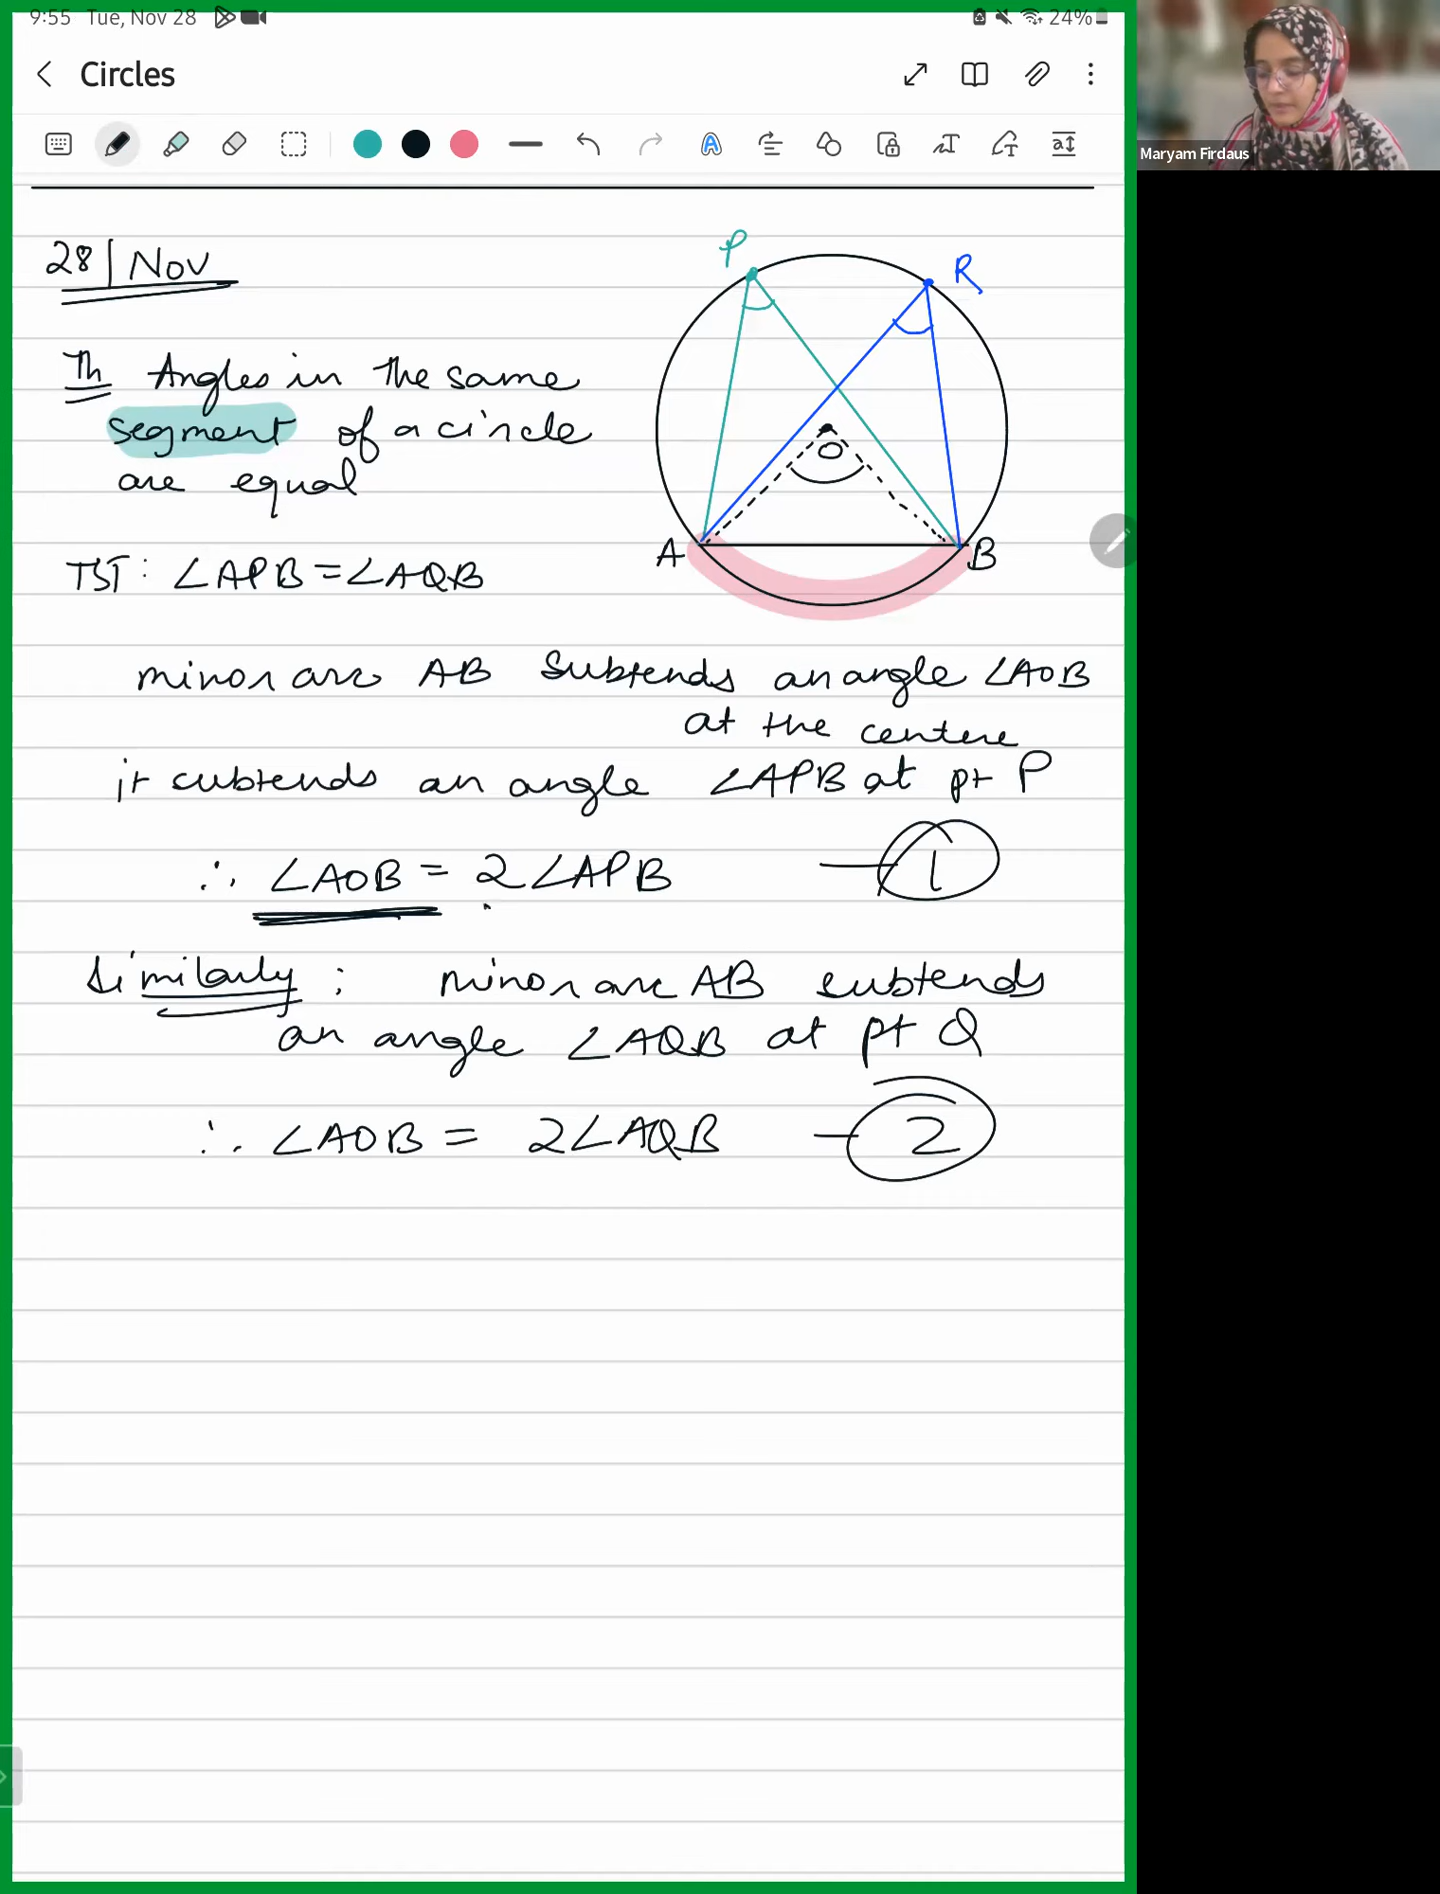 9:55 Tue, Nov 28
24%
Circles
Maryam Firdaus
28 | Nov
P
R
Th Angles in the same
segment of a circle
are equal
O
A
B
TST : ∠APB = ∠AQB
minor arc AB subtends an angle ∠AOB
at the centre
it subtends an angle ∠APB at pt P
∴ ∠AOB = 2∠APB — 1
Similarly : minor arc AB subtends
an angle ∠AQB at pt Q
∴ ∠AOB = 2∠AQB — 2